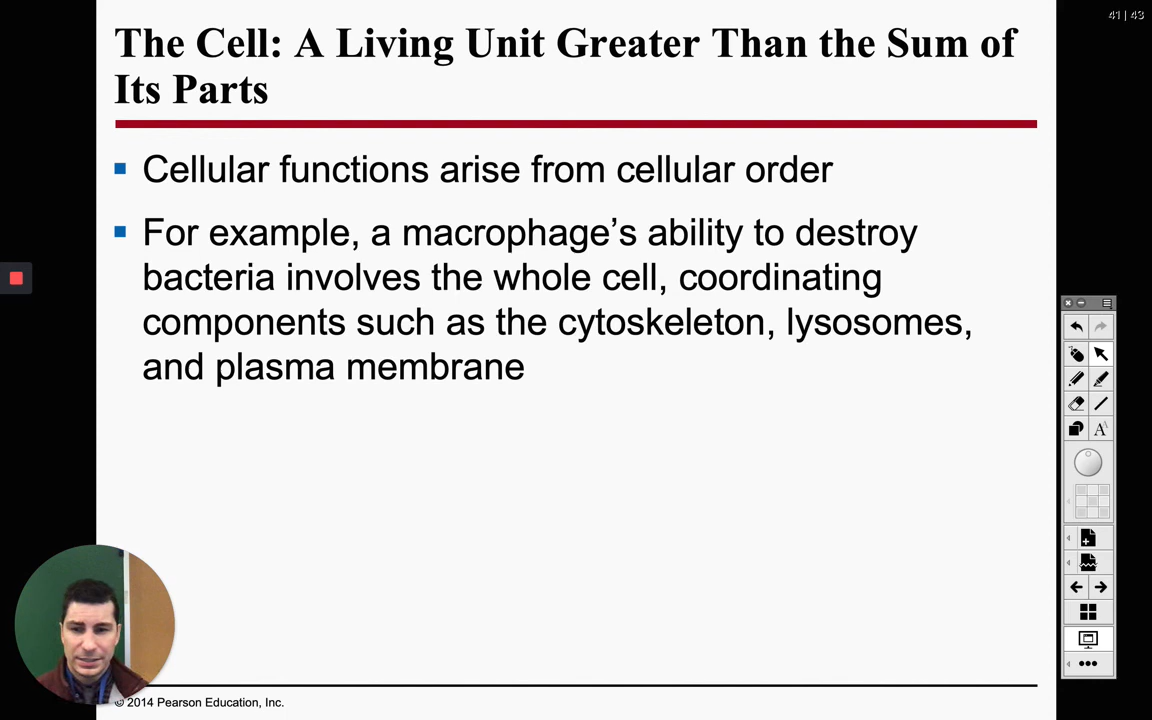 41 | 43
The Cell: A Living Unit Greater Than the Sum of
Its Parts
Cellular functions arise from cellular order
For example, a macrophage’s ability to destroy
bacteria involves the whole cell, coordinating
components such as the cytoskeleton, lysosomes,
and plasma membrane
A
© 2014 Pearson Education, Inc.